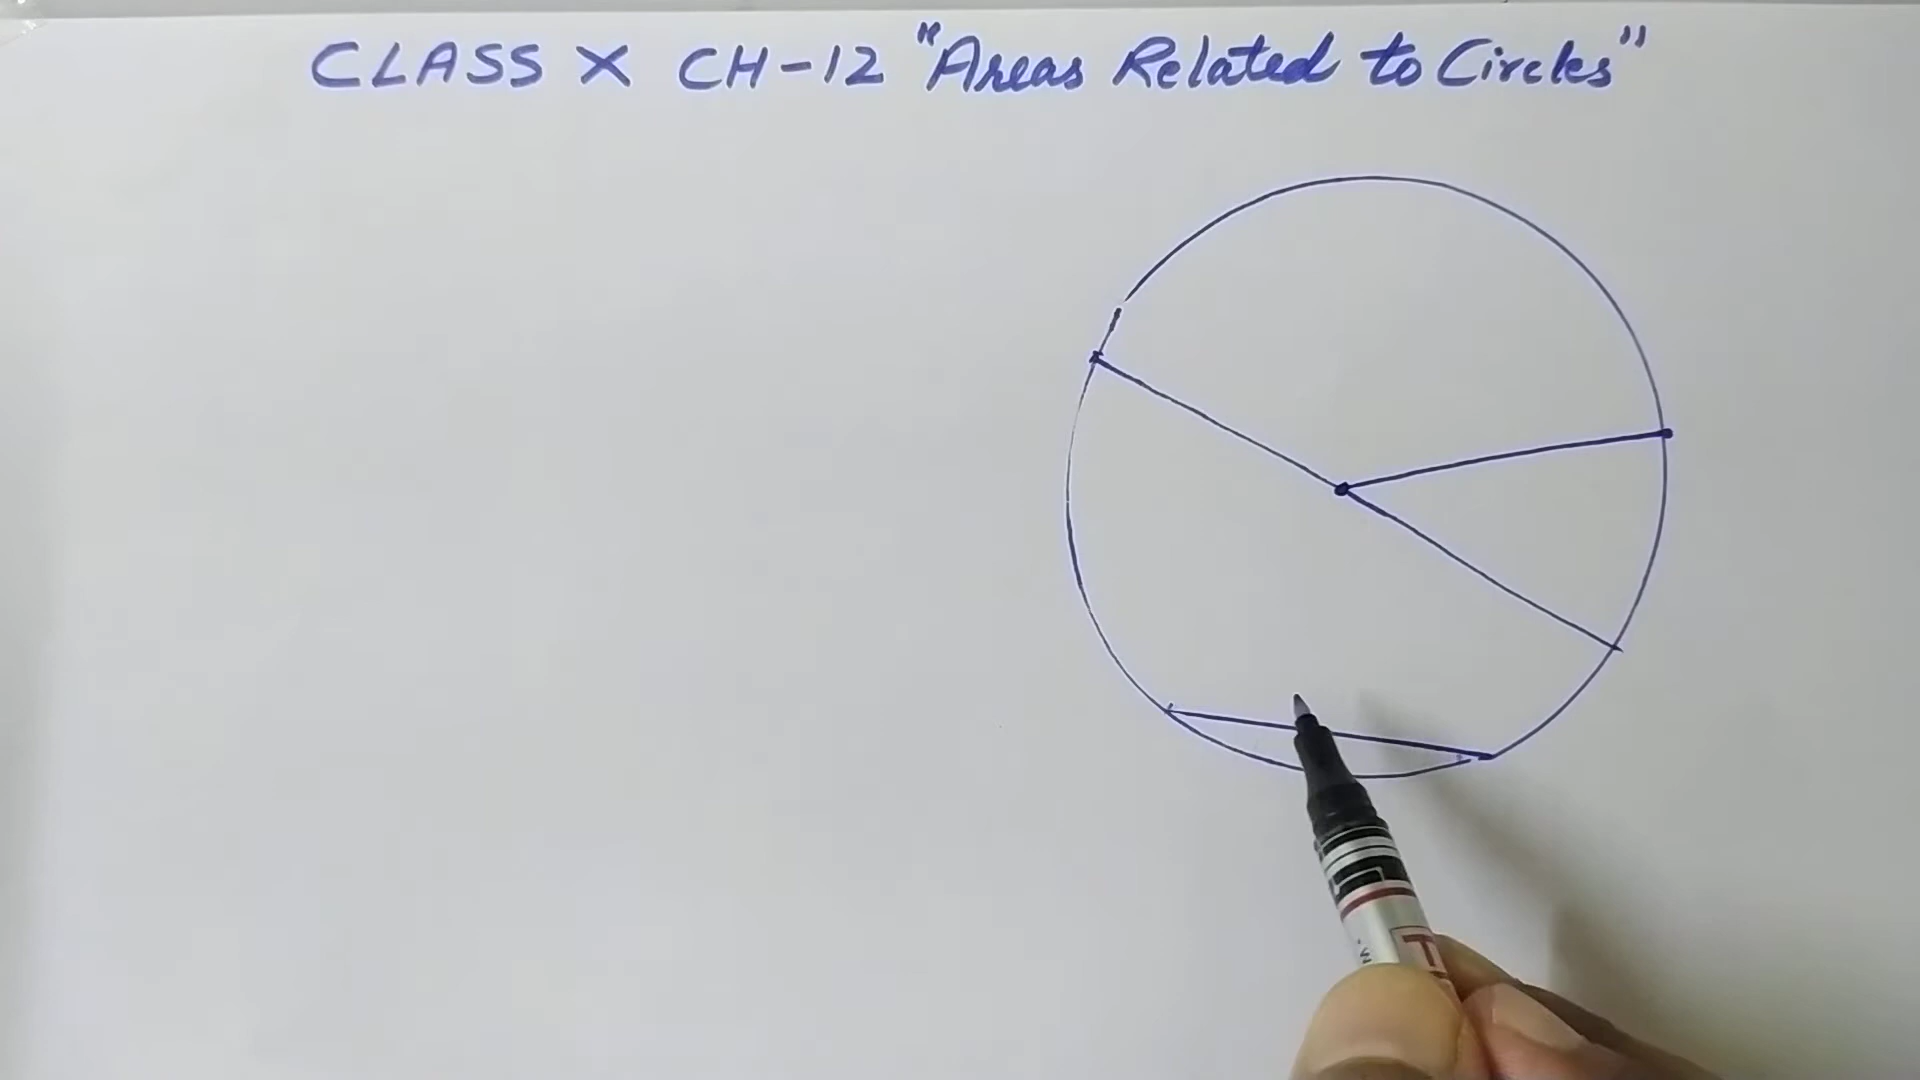 CLASS X CH-12 "Areas Related to Circles"